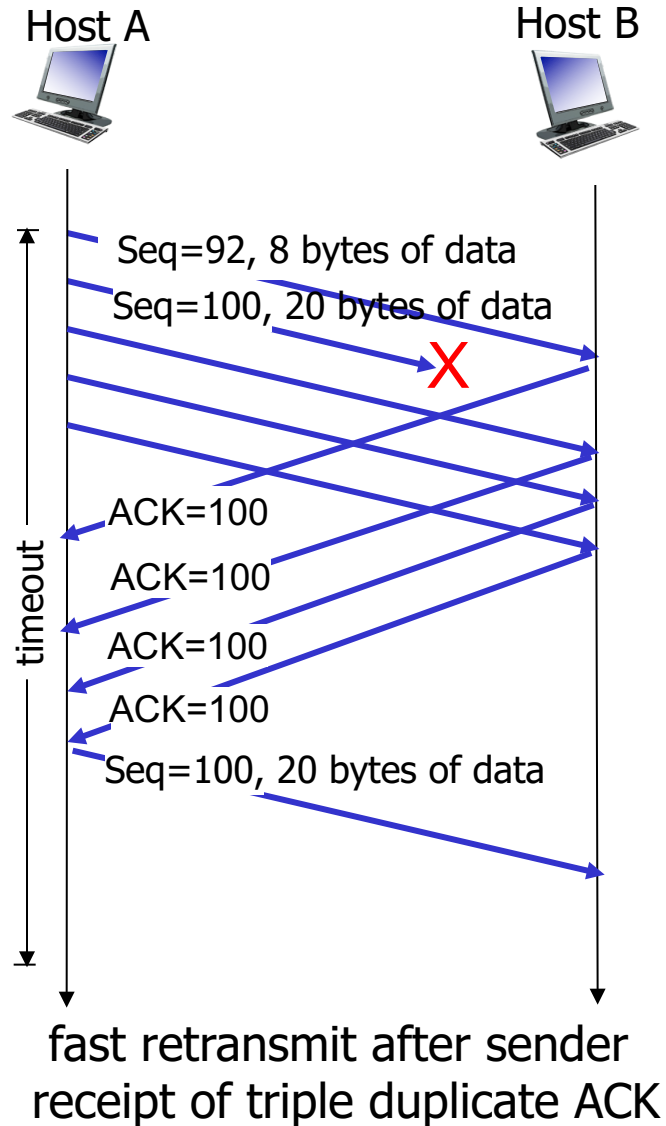 Host A
Host B
Seq=92, 8 bytes of data
Seq=100, 20 bytes of data
X
timeout
ACK=100
ACK=100
ACK=100
ACK=100
Seq=100, 20 bytes of data
fast retransmit after sender
receipt of triple duplicate ACK